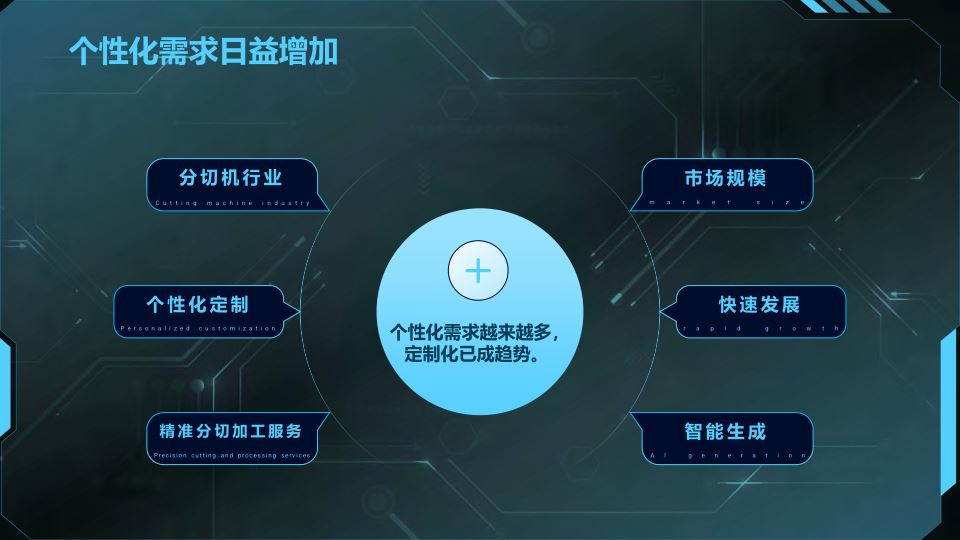 个性化需求日益增加
分切机行业
Cutting machine industry
市场规模
market size
个性化定制
Personalized customization
个性化需求越来越多，
定制化已成趋势。
快速发展
rapid growth
精准分切加工服务
Precision cutting and processing services
智能生成
AI generation